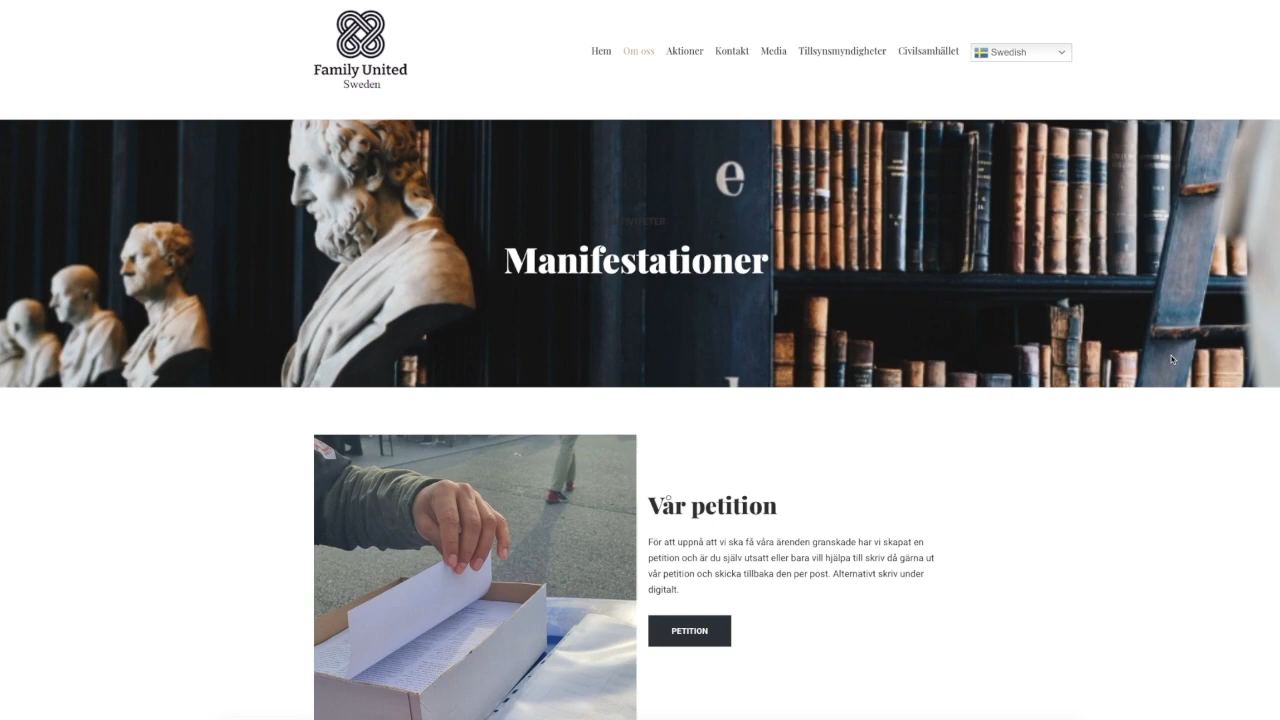 Family United
Sweden
Hem Om oss Aktioner Kontakt Media Tillsynsmyndigheter Civilsamhället Swedish
e
Manifestationer
Vår petition
För att uppnå att vi ska få våra ärenden granskade har vi skapat en
petition och är du själv utsatt eller bara vill hjälpa till skriv då gärna ut
vår petition och skicka tillbaka den per post. Alternativt skriv under
digitalt.
PETITION